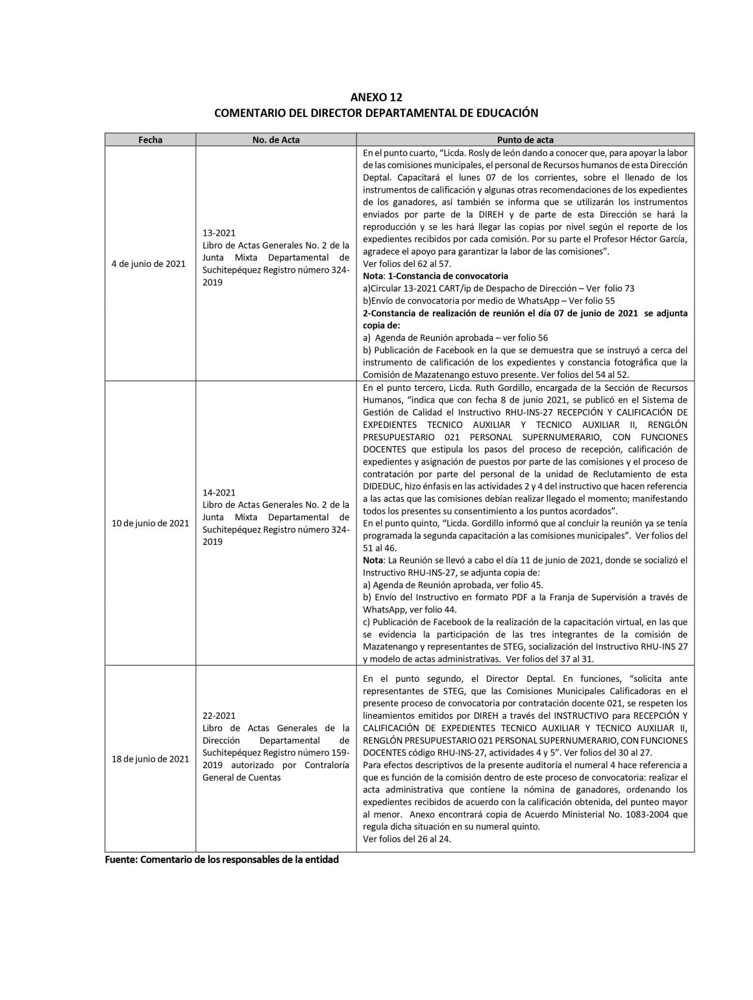 ANEXO 12
COMENTARIO DEL DIRECTOR DEPARTAMENTAL DE EDUCACIÓN
Fecha No. de Acta Punto de acta
4 de junio de 2021
13-2021
Libro de Actas Generales No. 2 de la
Junta Mixta Departamental de
Suchitepéquez Registro número 324-
2019
En el punto cuarto, “Licda. Rosly de león dando a conocer que, para apoyar la labor
de las comisiones municipales, el personal de Recursos humanos de esta Dirección
Deptal. Capacitará el lunes 07 de los corrientes, sobre el llenado de los
instrumentos de calificación y algunas otras recomendaciones de los expedientes
de los ganadores, así también se informa que se utilizarán los instrumentos
enviados por parte de la DIREH y de parte de esta Dirección se hará la
reproducción y se les hará llegar las copias por nivel según el reporte de los
expedientes recibidos por cada comisión. Por su parte el Profesor Héctor García,
agradece el apoyo para garantizar la labor de las comisiones”.
Ver folios del 62 al 57.
Nota: 1-Constancia de convocatoria
a)Circular 13-2021 CART/ip de Despacho de Dirección – Ver folio 73
b)Envío de convocatoria por medio de WhatsApp – Ver folio 55
2-Constancia de realización de reunión el día 07 de junio de 2021 se adjunta
copia de:
a) Agenda de Reunión aprobada – ver folio 56
b) Publicación de Facebook en la que se demuestra que se instruyó a cerca del
instrumento de calificación de los expedientes y constancia fotográfica que la
Comisión de Mazatenango estuvo presente. Ver folios del 54 al 52.
10 de junio de 2021
14-2021
Libro de Actas Generales No. 2 de la
Junta Mixta Departamental de
Suchitepéquez Registro número 324-
2019
En el punto tercero, Licda. Ruth Gordillo, encargada de la Sección de Recursos
Humanos, “indica que con fecha 8 de junio 2021, se publicó en el Sistema de
Gestión de Calidad el Instructivo RHU-INS-27 RECEPCIÓN Y CALIFICACIÓN DE
EXPEDIENTES TECNICO AUXILIAR Y TECNICO AUXILIAR II, RENGLÓN
PRESUPUESTARIO 021 PERSONAL SUPERNUMERARIO, CON FUNCIONES
DOCENTES que estipula los pasos del proceso de recepción, calificación de
expedientes y asignación de puestos por parte de las comisiones y el proceso de
contratación por parte del personal de la unidad de Reclutamiento de esta
DIDEDUC, hizo énfasis en las actividades 2 y 4 del instructivo que hacen referencia
a las actas que las comisiones debían realizar llegado el momento; manifestando
todos los presentes su consentimiento a los puntos acordados”.
En el punto quinto, “Licda. Gordillo informó que al concluir la reunión ya se tenía
programada la segunda capacitación a las comisiones municipales”. Ver folios del
51 al 46.
Nota: La Reunión se llevó a cabo el día 11 de junio de 2021, donde se socializó el
Instructivo RHU-INS-27, se adjunta copia de:
a) Agenda de Reunión aprobada, ver folio 45.
b) Envío del Instructivo en formato PDF a la Franja de Supervisión a través de
WhatsApp, ver folio 44.
c) Publicación de Facebook de la realización de la capacitación virtual, en las que
se evidencia la participación de las tres integrantes de la comisión de
Mazatenango y representantes de STEG, socialización del Instructivo RHU-INS 27
y modelo de actas administrativas. Ver folios del 37 al 31.
18 de junio de 2021
22-2021
Libro de Actas Generales de la
Dirección Departamental de
Suchitepéquez Registro número 159-
2019 autorizado por Contraloría
General de Cuentas
En el punto segundo, el Director Deptal. En funciones, “solicita ante
representantes de STEG, que las Comisiones Municipales Calificadoras en el
presente proceso de convocatoria por contratación docente 021, se respeten los
lineamientos emitidos por DIREH a través del INSTRUCTIVO para RECEPCIÓN Y
CALIFICACIÓN DE EXPEDIENTES TECNICO AUXILIAR Y TECNICO AUXILIAR II,
RENGLÓN PRESUPUESTARIO 021 PERSONAL SUPERNUMERARIO, CON FUNCIONES
DOCENTES código RHU-INS-27, actividades 4 y 5”. Ver folios del 30 al 27.
Para efectos descriptivos de la presente auditoría el numeral 4 hace referencia a
que es función de la comisión dentro de este proceso de convocatoria: realizar el
acta administrativa que contiene la nómina de ganadores, ordenando los
expedientes recibidos de acuerdo con la calificación obtenida, del punteo mayor
al menor. Anexo encontrará copia de Acuerdo Ministerial No. 1083-2004 que
regula dicha situación en su numeral quinto.
Ver folios del 26 al 24.
Fuente: Comentario de los responsables de la entidad